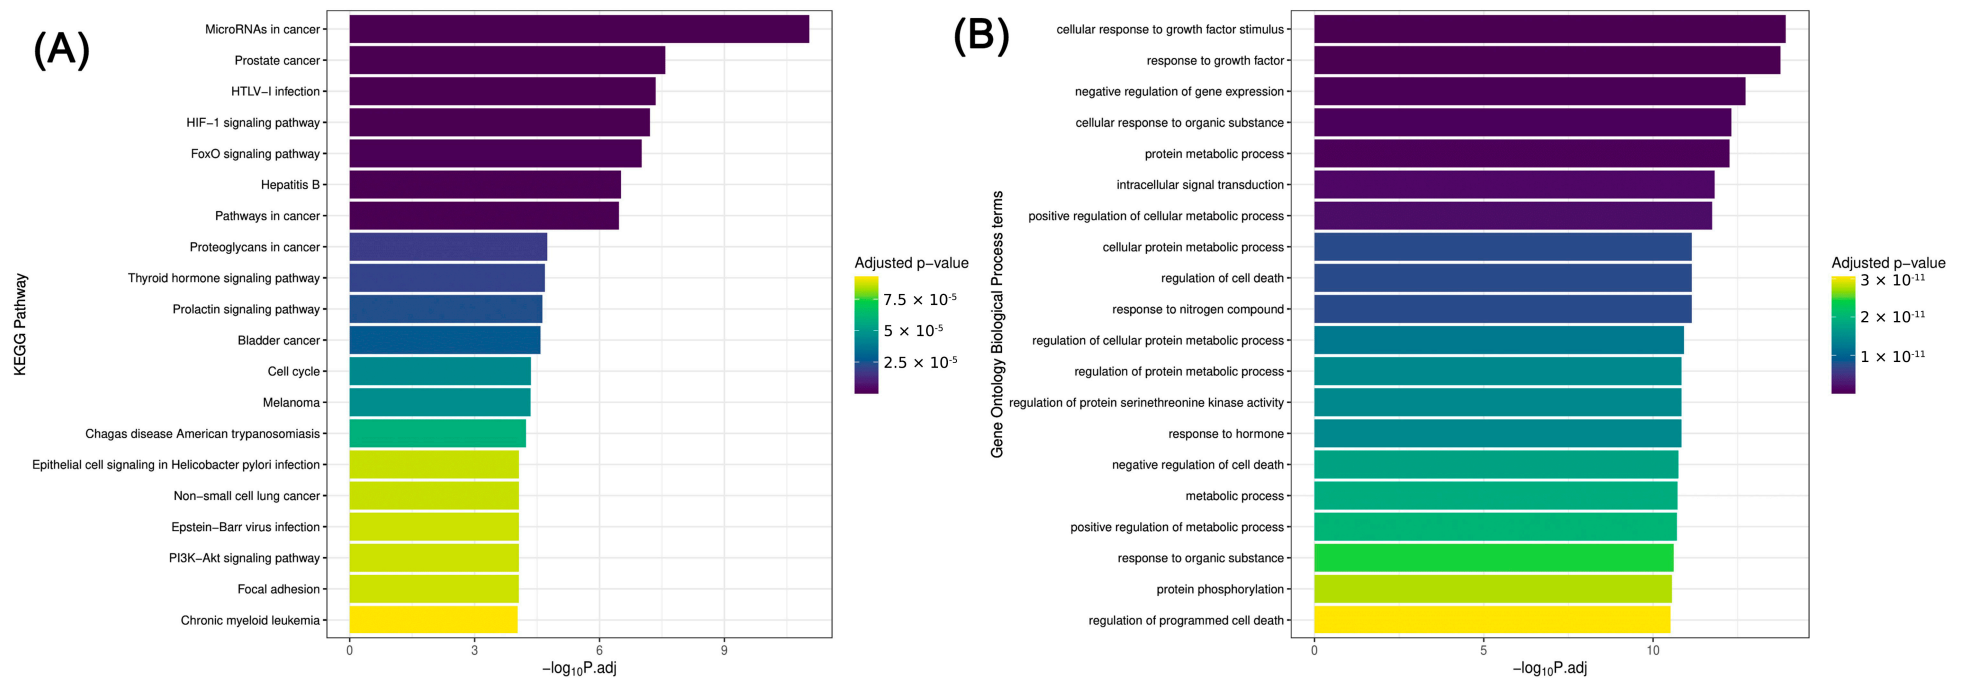 (A)
KEGG Pathway
MicroRNAs in cancer
Prostate cancer
HTLV−I infection
HIF−1 signaling pathway
FoxO signaling pathway
Hepatitis B
Pathways in cancer
Proteoglycans in cancer
Thyroid hormone signaling pathway
Prolactin signaling pathway
Bladder cancer
Cell cycle
Melanoma
Chagas disease American trypanosomiasis
Epithelial cell signaling in Helicobacter pylori infection
Non−small cell lung cancer
Epstein−Barr virus infection
PI3K−Akt signaling pathway
Focal adhesion
Chronic myeloid leukemia
0 3 6 9
−log₁₀P.adj
Adjusted p−value
7.5 × 10⁻⁵
5 × 10⁻⁵
2.5 × 10⁻⁵
(B)
Gene Ontology Biological Process terms
cellular response to growth factor stimulus
response to growth factor
negative regulation of gene expression
cellular response to organic substance
protein metabolic process
intracellular signal transduction
positive regulation of cellular metabolic process
cellular protein metabolic process
regulation of cell death
response to nitrogen compound
regulation of cellular protein metabolic process
regulation of protein metabolic process
regulation of protein serinethreonine kinase activity
response to hormone
negative regulation of cell death
metabolic process
positive regulation of metabolic process
response to organic substance
protein phosphorylation
regulation of programmed cell death
0 5 10
−log₁₀P.adj
Adjusted p−value
3 × 10⁻¹¹
2 × 10⁻¹¹
1 × 10⁻¹¹